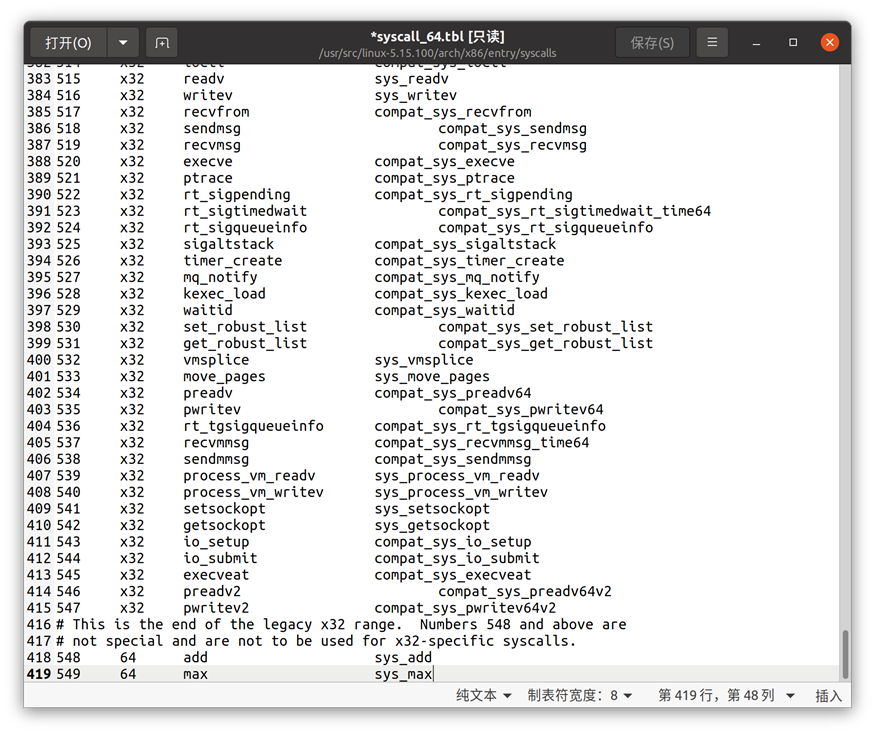 打开(O)
*syscall_64.tbl [只读]
/usr/src/linux-5.15.100/arch/x86/entry/syscalls
保存(S)
383 515 x32 readv sys_readv
384 516 x32 writev sys_writev
385 517 x32 recvfrom compat_sys_recvfrom
386 518 x32 sendmsg compat_sys_sendmsg
387 519 x32 recvmsg compat_sys_recvmsg
388 520 x32 execve compat_sys_execve
389 521 x32 ptrace compat_sys_ptrace
390 522 x32 rt_sigpending compat_sys_rt_sigpending
391 523 x32 rt_sigtimedwait compat_sys_rt_sigtimedwait_time64
392 524 x32 rt_sigqueueinfo compat_sys_rt_sigqueueinfo
393 525 x32 sigaltstack compat_sys_sigaltstack
394 526 x32 timer_create compat_sys_timer_create
395 527 x32 mq_notify compat_sys_mq_notify
396 528 x32 kexec_load compat_sys_kexec_load
397 529 x32 waitid compat_sys_waitid
398 530 x32 set_robust_list compat_sys_set_robust_list
399 531 x32 get_robust_list compat_sys_get_robust_list
400 532 x32 vmsplice sys_vmsplice
401 533 x32 move_pages sys_move_pages
402 534 x32 preadv compat_sys_preadv64
403 535 x32 pwritev compat_sys_pwritev64
404 536 x32 rt_tgsigqueueinfo compat_sys_rt_tgsigqueueinfo
405 537 x32 recvmmsg compat_sys_recvmmsg_time64
406 538 x32 sendmmsg compat_sys_sendmmsg
407 539 x32 process_vm_readv sys_process_vm_readv
408 540 x32 process_vm_writev sys_process_vm_writev
409 541 x32 setsockopt sys_setsockopt
410 542 x32 getsockopt sys_getsockopt
411 543 x32 io_setup compat_sys_io_setup
412 544 x32 io_submit compat_sys_io_submit
413 545 x32 execveat compat_sys_execveat
414 546 x32 preadv2 compat_sys_preadv64v2
415 547 x32 pwritev2 compat_sys_pwritev64v2
416 # This is the end of the legacy x32 range.  Numbers 548 and above are
417 # not special and are not to be used for x32-specific syscalls.
418 548 64 add sys_add
419 549 64 max sys_max
纯文本 制表符宽度：8 第 419 行，第 48 列 插入